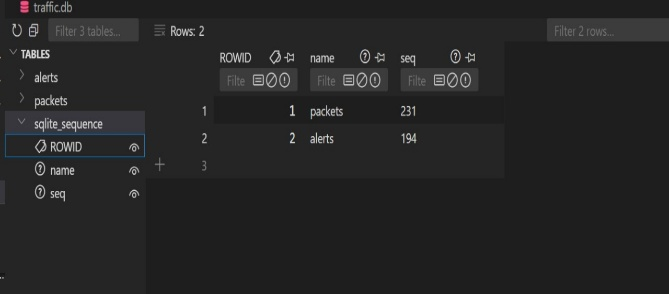 traffic.db
Filter 3 tables...
Rows: 2
Filter 2 rows...
TABLES
alerts
packets
sqlite_sequence
ROWID
name
seq
ROWID name seq
Filte Filte Filte
1 1 packets 231
2 2 alerts 194
3